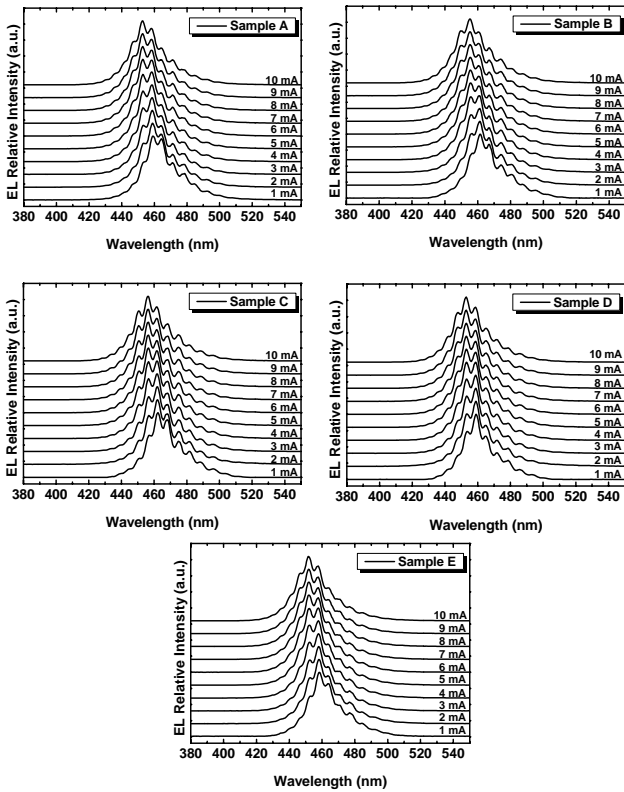 EL Relative Intensity (a.u.)
Sample A
10 mA
9 mA
8 mA
7 mA
6 mA
5 mA
4 mA
3 mA
2 mA
1 mA
380 400 420 440 460 480 500 520 540
Wavelength (nm)
EL Relative Intensity (a.u.)
Sample B
10 mA
9 mA
8 mA
7 mA
6 mA
5 mA
4 mA
3 mA
2 mA
1 mA
380 400 420 440 460 480 500 520 540
Wavelength (nm)
EL Relative Intensity (a.u.)
Sample C
10 mA
9 mA
8 mA
7 mA
6 mA
5 mA
4 mA
3 mA
2 mA
1 mA
380 400 420 440 460 480 500 520 540
Wavelength (nm)
EL Relative Intensity (a.u.)
Sample D
10 mA
9 mA
8 mA
7 mA
6 mA
5 mA
4 mA
3 mA
2 mA
1 mA
380 400 420 440 460 480 500 520 540
Wavelength (nm)
EL Relative Intensity (a.u.)
Sample E
10 mA
9 mA
8 mA
7 mA
6 mA
5 mA
4 mA
3 mA
2 mA
1 mA
380 400 420 440 460 480 500 520 540
Wavelength (nm)